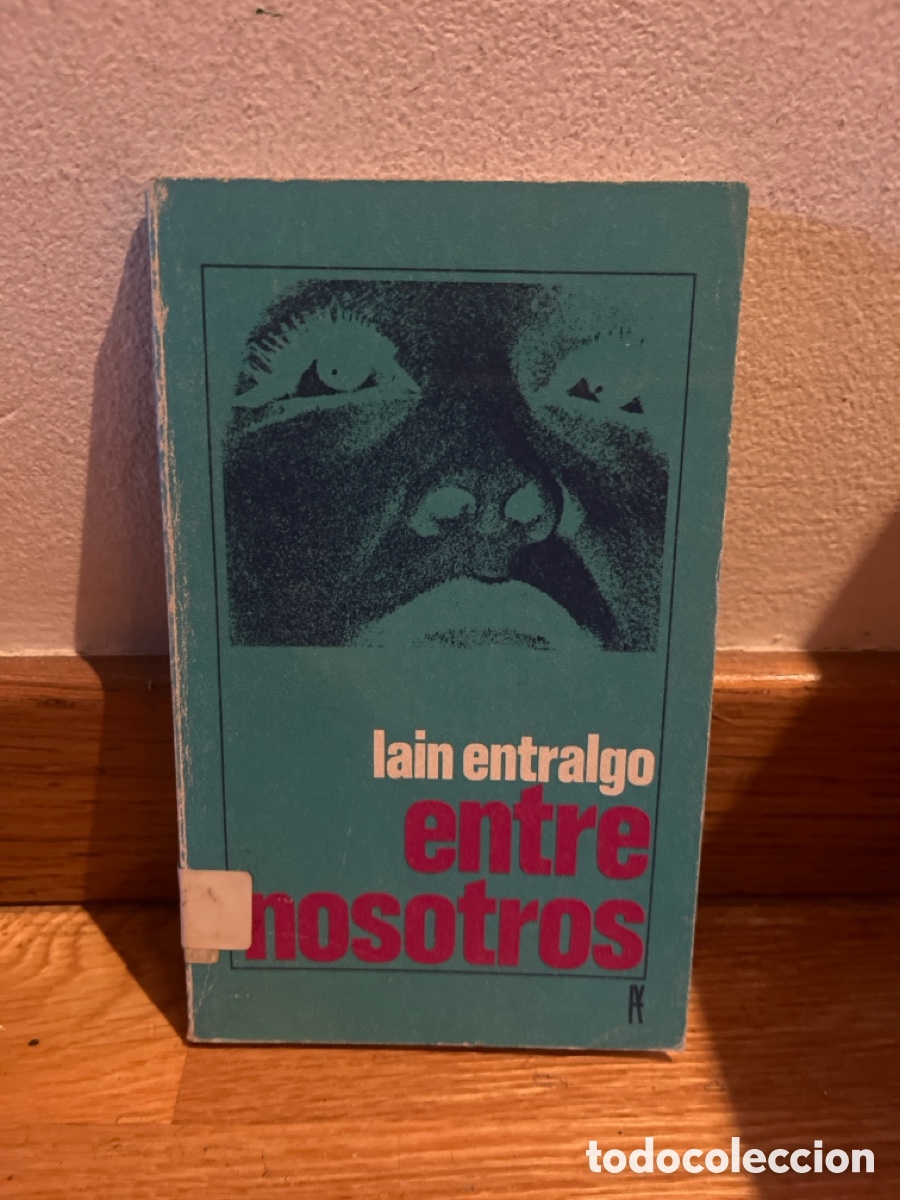 lain entralgo
entre
nosotros
todocoleccion